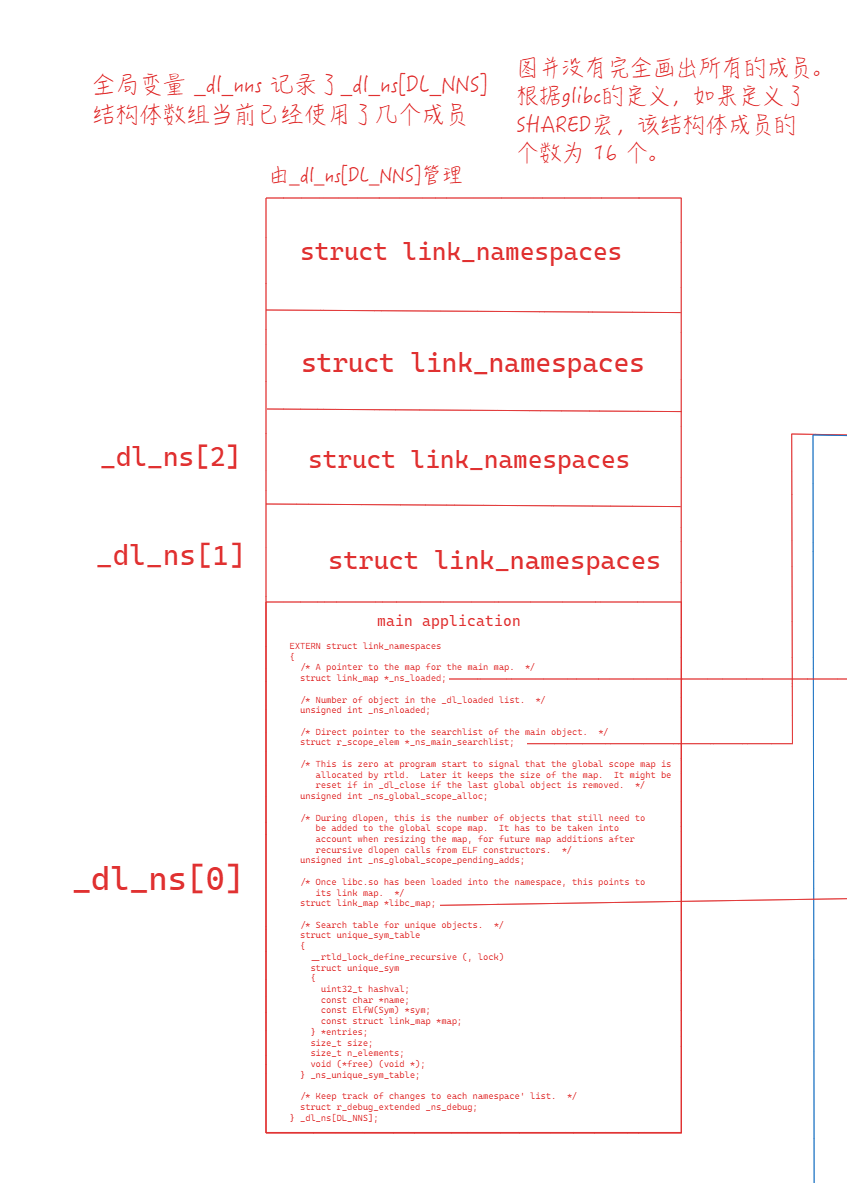 全局变量 _dl_nns 记录了_dl_ns[DL_NNS]
结构体数组当前已经使用了几个成员
图并没有完全画出所有的成员。
根据glibc的定义，如果定义了
SHARED宏，该结构体成员的
个数为 16 个。
由_dl_ns[DL_NNS]管理
struct link_namespaces
struct link_namespaces
_dl_ns[2]
struct link_namespaces
_dl_ns[1]
struct link_namespaces
main application
EXTERN struct link_namespaces
{
/* A pointer to the map for the main map.  */
struct link_map *_ns_loaded;
/* Number of object in the _dl_loaded list.  */
unsigned int _ns_nloaded;
/* Direct pointer to the searchlist of the main object.  */
struct r_scope_elem *_ns_main_searchlist;
/* This is zero at program start to signal that the global scope map is
allocated by rtld.  Later it keeps the size of the map.  It might be
reset if in _dl_close if the last global object is removed.  */
unsigned int _ns_global_scope_alloc;
/* During dlopen, this is the number of objects that still need to
be added to the global scope map.  It has to be taken into
account when resizing the map, for future map additions after
recursive dlopen calls from ELF constructors.  */
unsigned int _ns_global_scope_pending_adds;
_dl_ns[0]
/* Once libc.so has been loaded into the namespace, this points to
its link map.  */
struct link_map *libc_map;
/* Search table for unique objects.  */
struct unique_sym_table
{
__rtld_lock_define_recursive (, lock)
struct unique_sym
{
uint32_t hashval;
const char *name;
const ElfW(Sym) *sym;
const struct link_map *map;
} *entries;
size_t size;
size_t n_elements;
void (*free) (void *);
} _ns_unique_sym_table;
/* Keep track of changes to each namespace' list.  */
struct r_debug_extended _ns_debug;
} _dl_ns[DL_NNS];